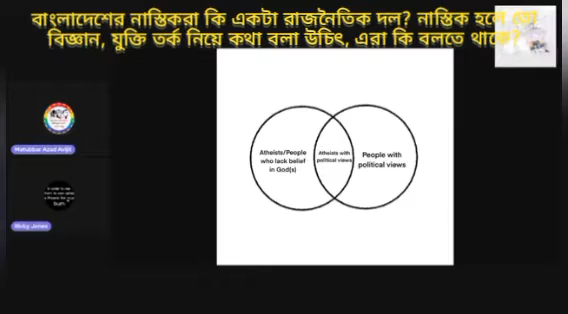 বাংলাদেশের নাস্তিকরা কি একটা রাজনৈতিক দল? নাস্তিক হলে তো
বিজ্ঞান, যুক্তি তর্ক নিয়ে কথা বলা উচিৎ, এরা কি বলতে থাকে?
Atheists/People
who lack belief
in God(s)
Atheists with
political views
People with
political views
Matubbar Azad Avijit
Ricky Jones